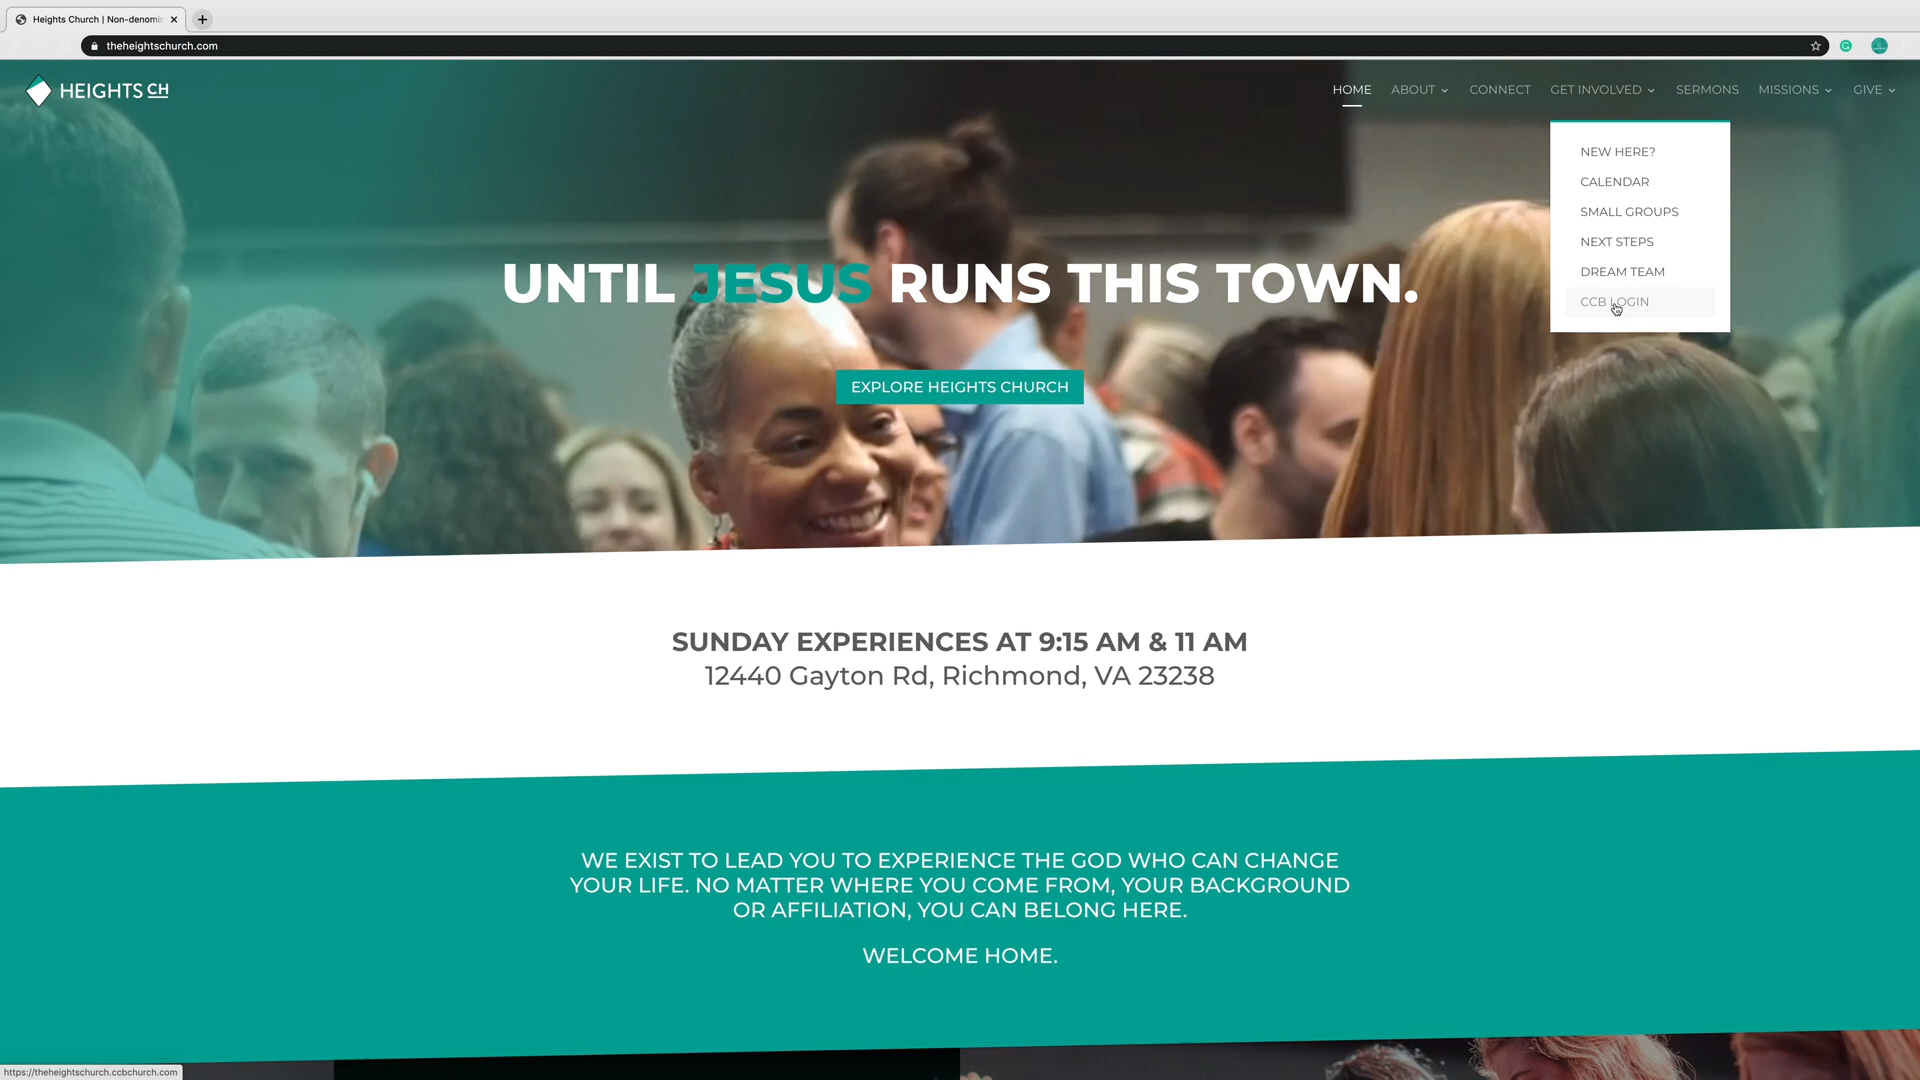 Heights Church | Non-denomin
theheightschurch.com
HEIGHTS CH
HOME ABOUT CONNECT GET INVOLVED SERMONS MISSIONS GIVE
NEW HERE?
CALENDAR
SMALL GROUPS
NEXT STEPS
DREAM TEAM
CCB LOGIN
UNTIL JESUS RUNS THIS TOWN.
EXPLORE HEIGHTS CHURCH
SUNDAY EXPERIENCES AT 9:15 AM & 11 AM
12440 Gayton Rd, Richmond, VA 23238
WE EXIST TO LEAD YOU TO EXPERIENCE THE GOD WHO CAN CHANGE
YOUR LIFE. NO MATTER WHERE YOU COME FROM, YOUR BACKGROUND
OR AFFILIATION, YOU CAN BELONG HERE.
WELCOME HOME.
https://theheightschurch.ccbchurch.com